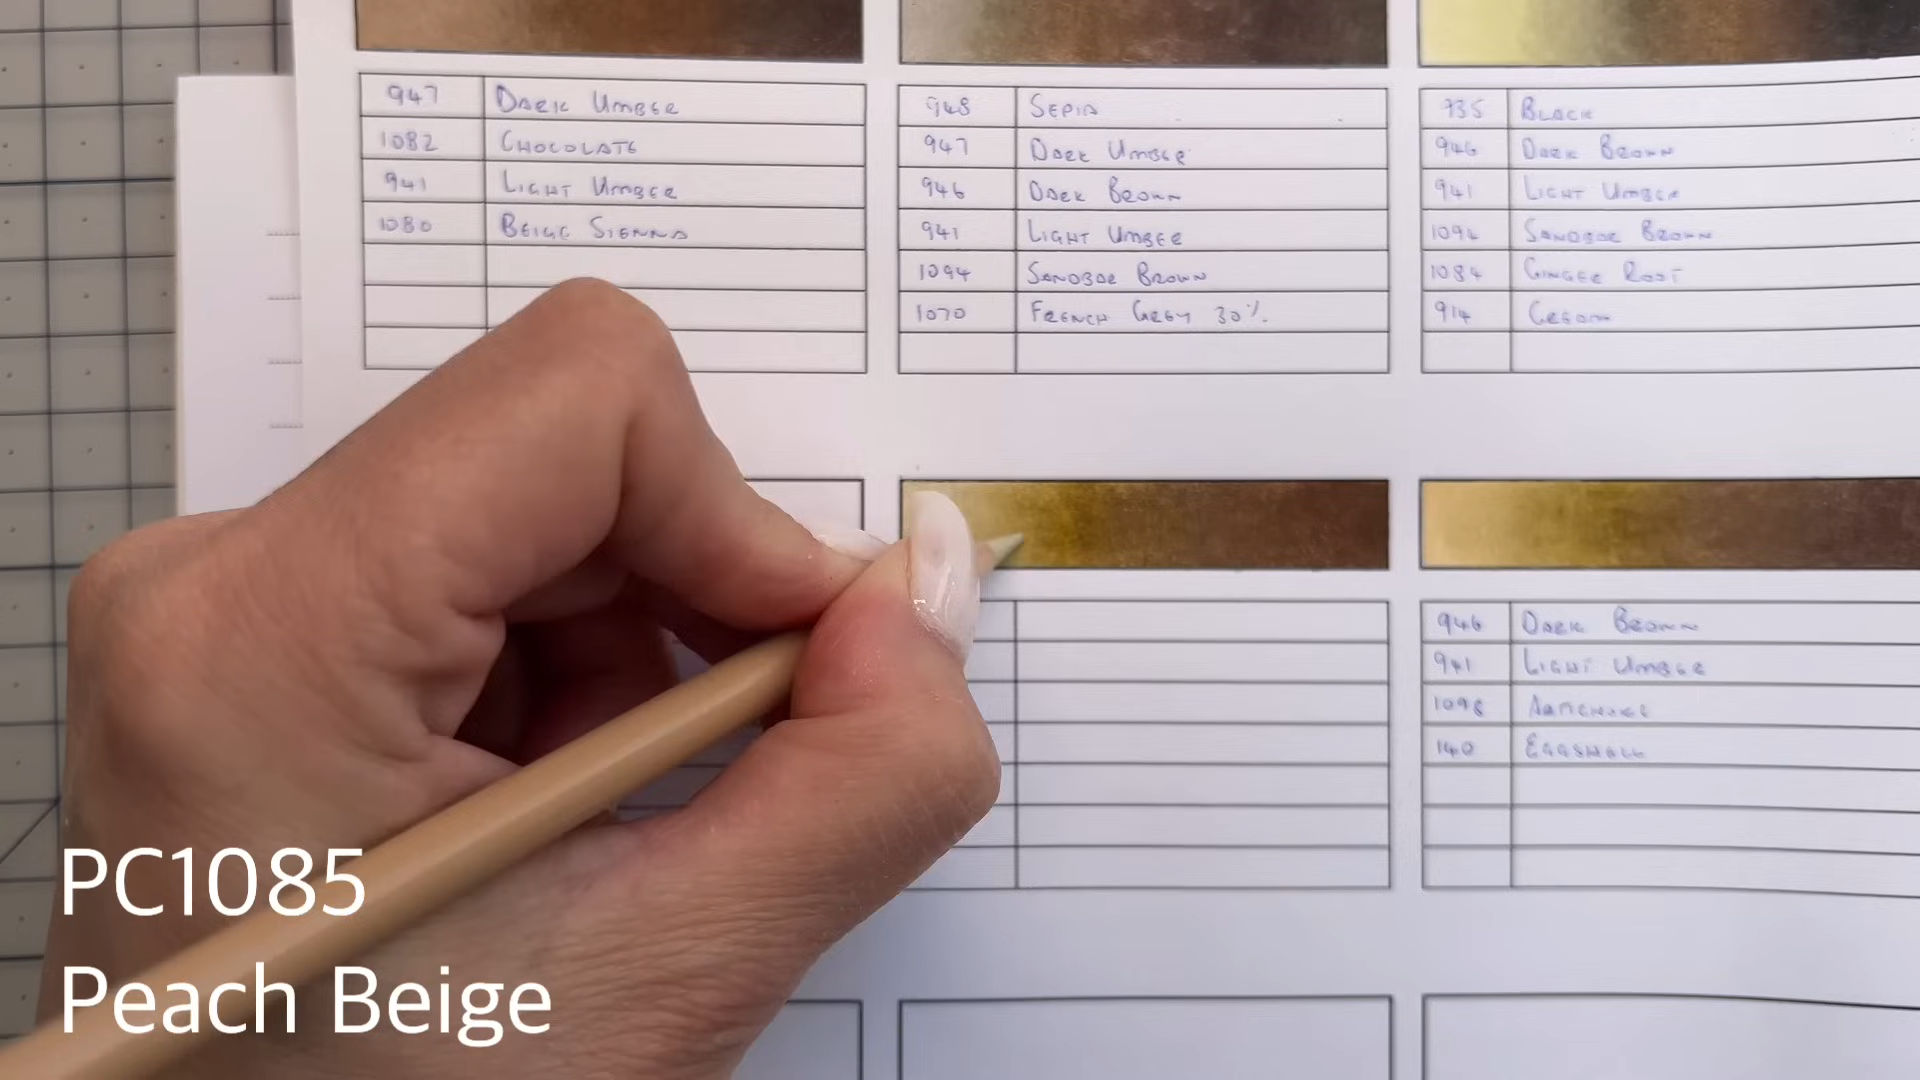 947 DARK UMBER
1082 CHOCOLATE
941 LIGHT UMBER
1080 BEIGE SIENNA
948 SEPIA
947 DARK UMBER
946 DARK BROWN
941 LIGHT UMBER
1094 SANDBAR BROWN
1070 FRENCH GREY 30%.
935 BLACK
946 DARK BROWN
941 LIGHT UMBER
1094 SANDBAR BROWN
1084 GINGER ROOT
914 CREAM
946 DARK BROWN
941 LIGHT UMBER
1098 ARTICHOKE
140 EGGSHELL
PC1085
Peach Beige